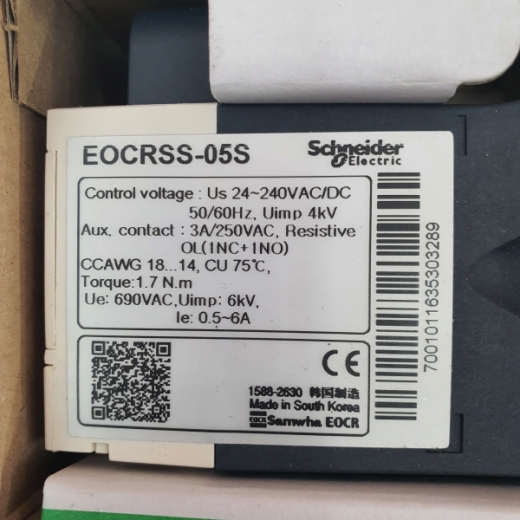 EOCRSS-05S
Schneider
Electric
Control voltage : Us 24~240VAC/DC
50/60Hz, Uimp 4kV
Aux. contact : 3A/250VAC, Resistive
OL(1NC+1NO)
CCAWG 18...14, CU 75℃,
Torque:1.7 N.m
Ue: 690VAC,Uimp: 6kV,
Ie: 0.5~6A
CE
1588-2630 韩国制造
Made in South Korea
EOCR Samwha EOCR
7001011635303289